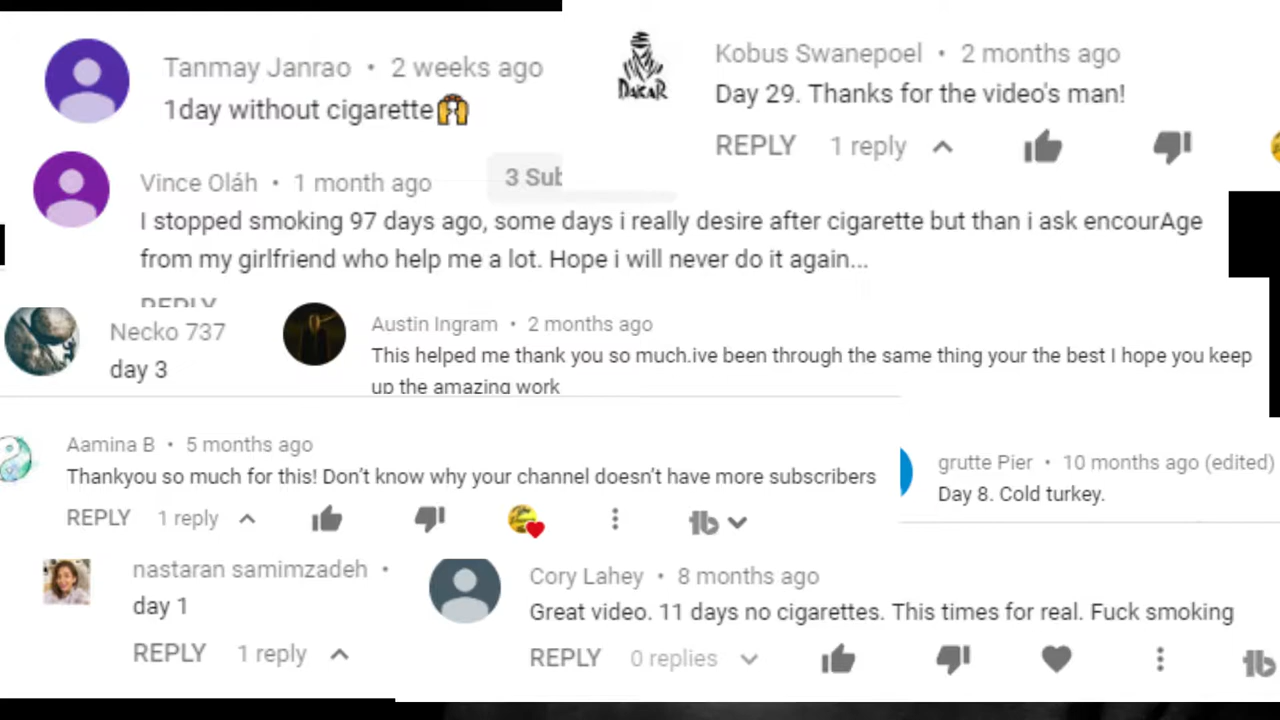 Tanmay Janrao • 2 weeks ago
1day without cigarette
DAKAR
Kobus Swanepoel • 2 months ago
Day 29. Thanks for the video's man!
REPLY 1 reply
Vince Oláh • 1 month ago
3 Sub
I stopped smoking 97 days ago, some days i really desire after cigarette but than i ask encourAge
from my girlfriend who help me a lot. Hope i will never do it again...
REPLY
Necko 737
day 3
Austin Ingram • 2 months ago
This helped me thank you so much.ive been through the same thing your the best I hope you keep
up the amazing work
Aamina B • 5 months ago
Thankyou so much for this! Don't know why your channel doesn't have more subscribers
REPLY 1 reply
grutte Pier • 10 months ago (edited)
Day 8. Cold turkey.
nastaran samimzadeh •
day 1
REPLY 1 reply
Cory Lahey • 8 months ago
Great video. 11 days no cigarettes. This times for real. Fuck smoking
REPLY 0 replies